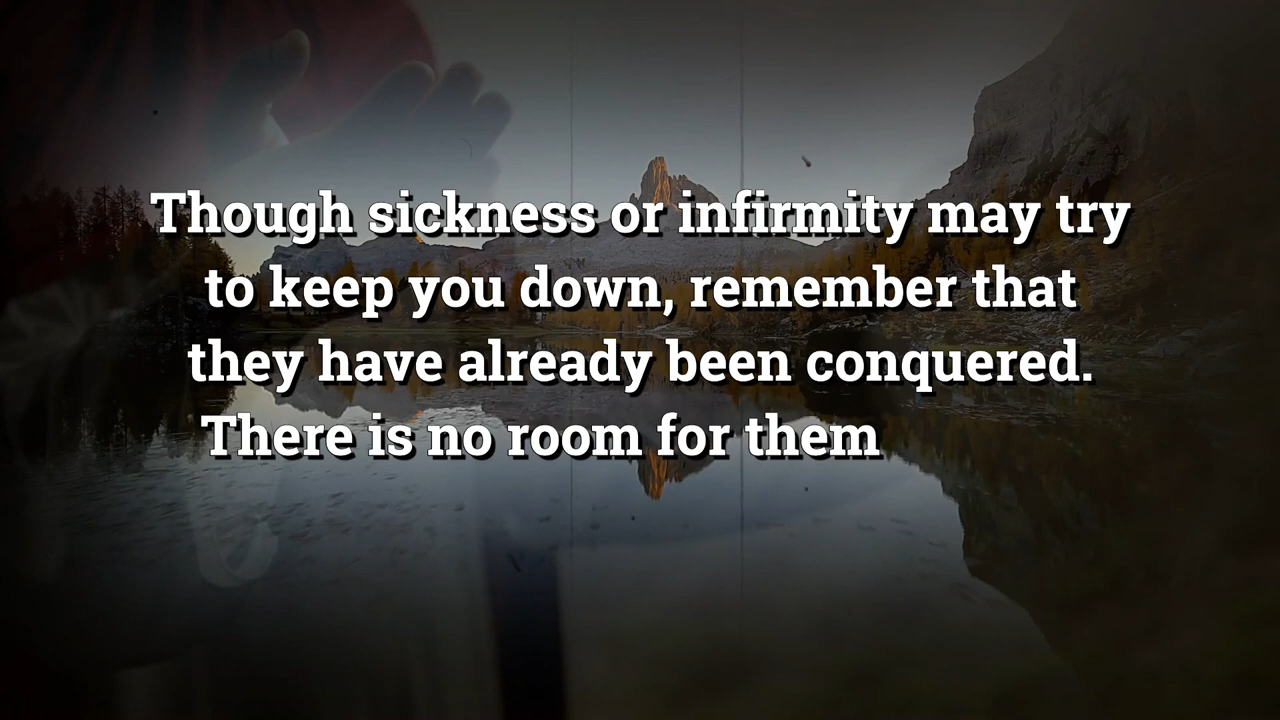 Though sickness or infirmity may try
to keep you down, remember that
they have already been conquered.
There is no room for them